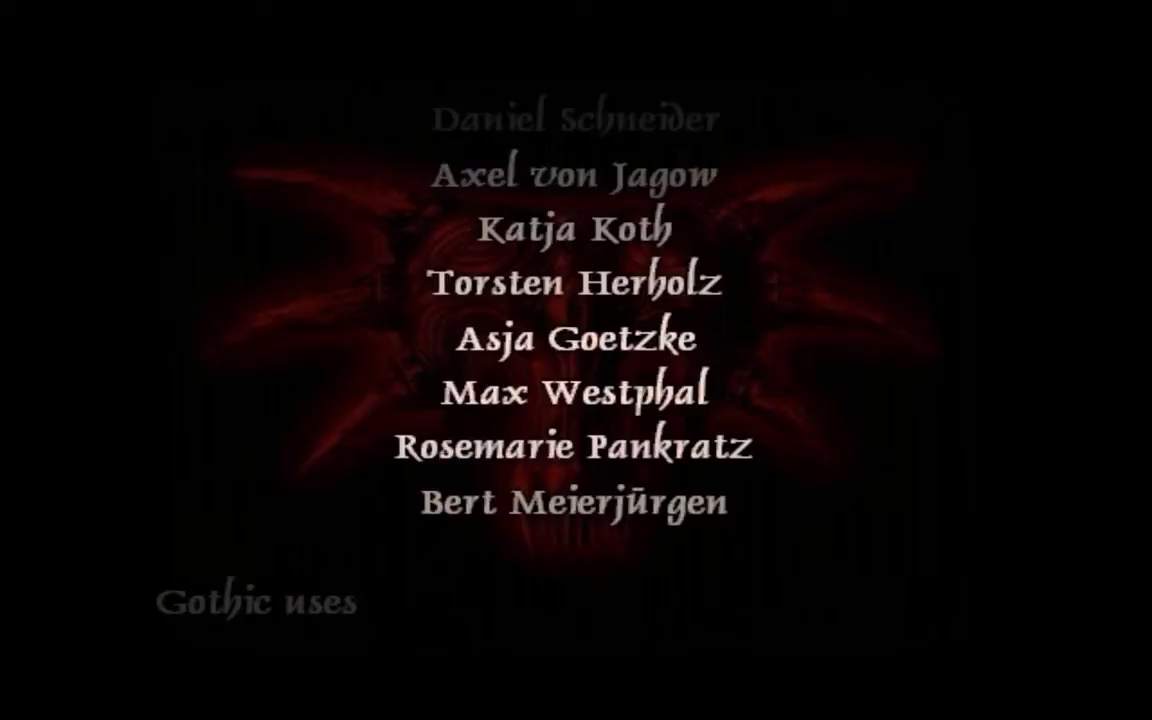 Daniel Schneider
Axel von Jagow
Katja Koth
Torsten Herholz
Asja Goetzke
Max Westphal
Rosemarie Pankratz
Bert Meierjürgen
Gothic uses